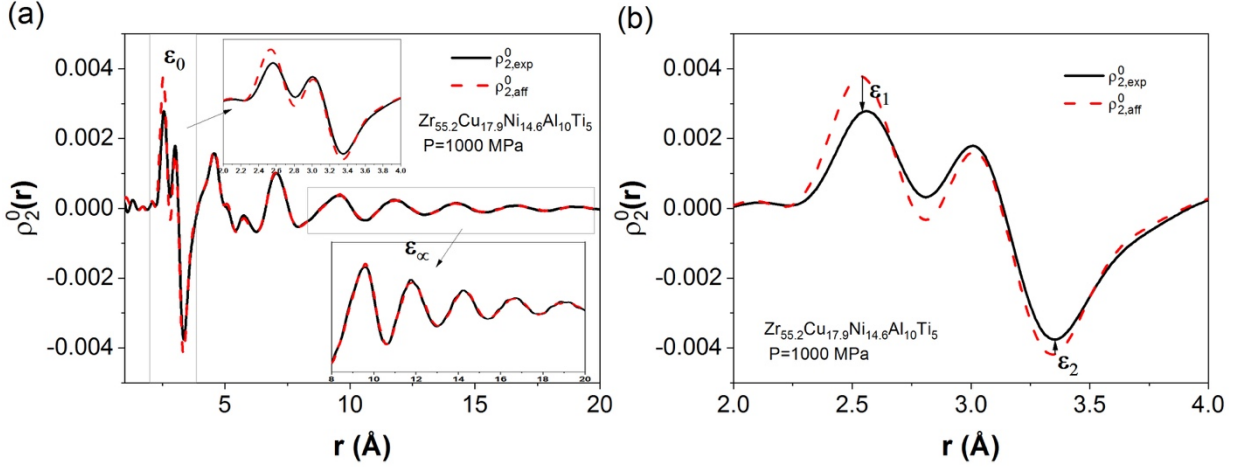 (a)
0.004
0.002
0.000
-0.002
-0.004
ρ₂⁰(r)
ε₀
2.0 2.2 2.4 2.6 2.8 3.0 3.2 3.4 3.6 3.8 4.0
ρ⁰₂,exp
ρ⁰₂,aff
Zr₅₅.₂Cu₁₇.₉Ni₁₄.₆Al₁₀Ti₅
P=1000 MPa
ε∝
8 10 12 14 16 18 20
5 10 15 20
r (Å)
(b)
0.004
0.002
0.000
-0.002
-0.004
ρ₂⁰(r)
ε₁
ρ⁰₂,exp
ρ⁰₂,aff
Zr₅₅.₂Cu₁₇.₉Ni₁₄.₆Al₁₀Ti₅
P=1000 MPa
ε₂
2.0 2.5 3.0 3.5 4.0
r (Å)